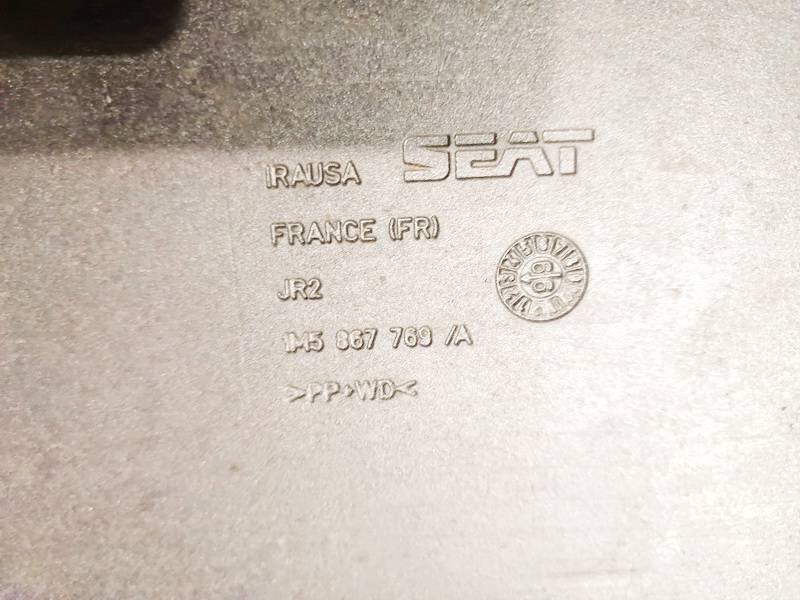 SEAT
IRAUSA
FRANCE (FR)
JR2
1M5 867 769 /A
>PP+WD<